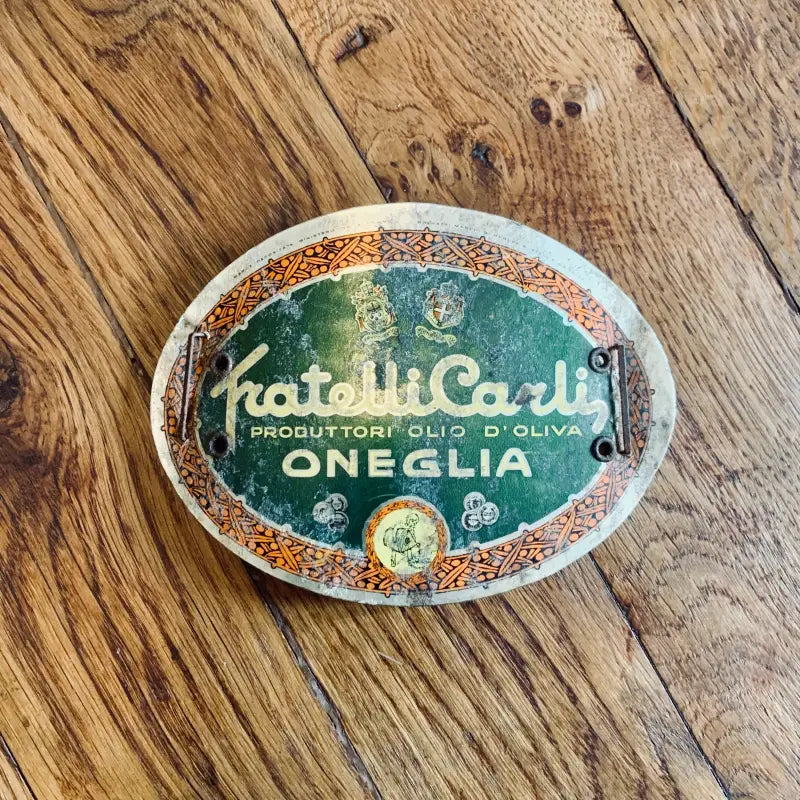 Fratelli Carli
PRODUTTORI OLIO D'OLIVA
ONEGLIA